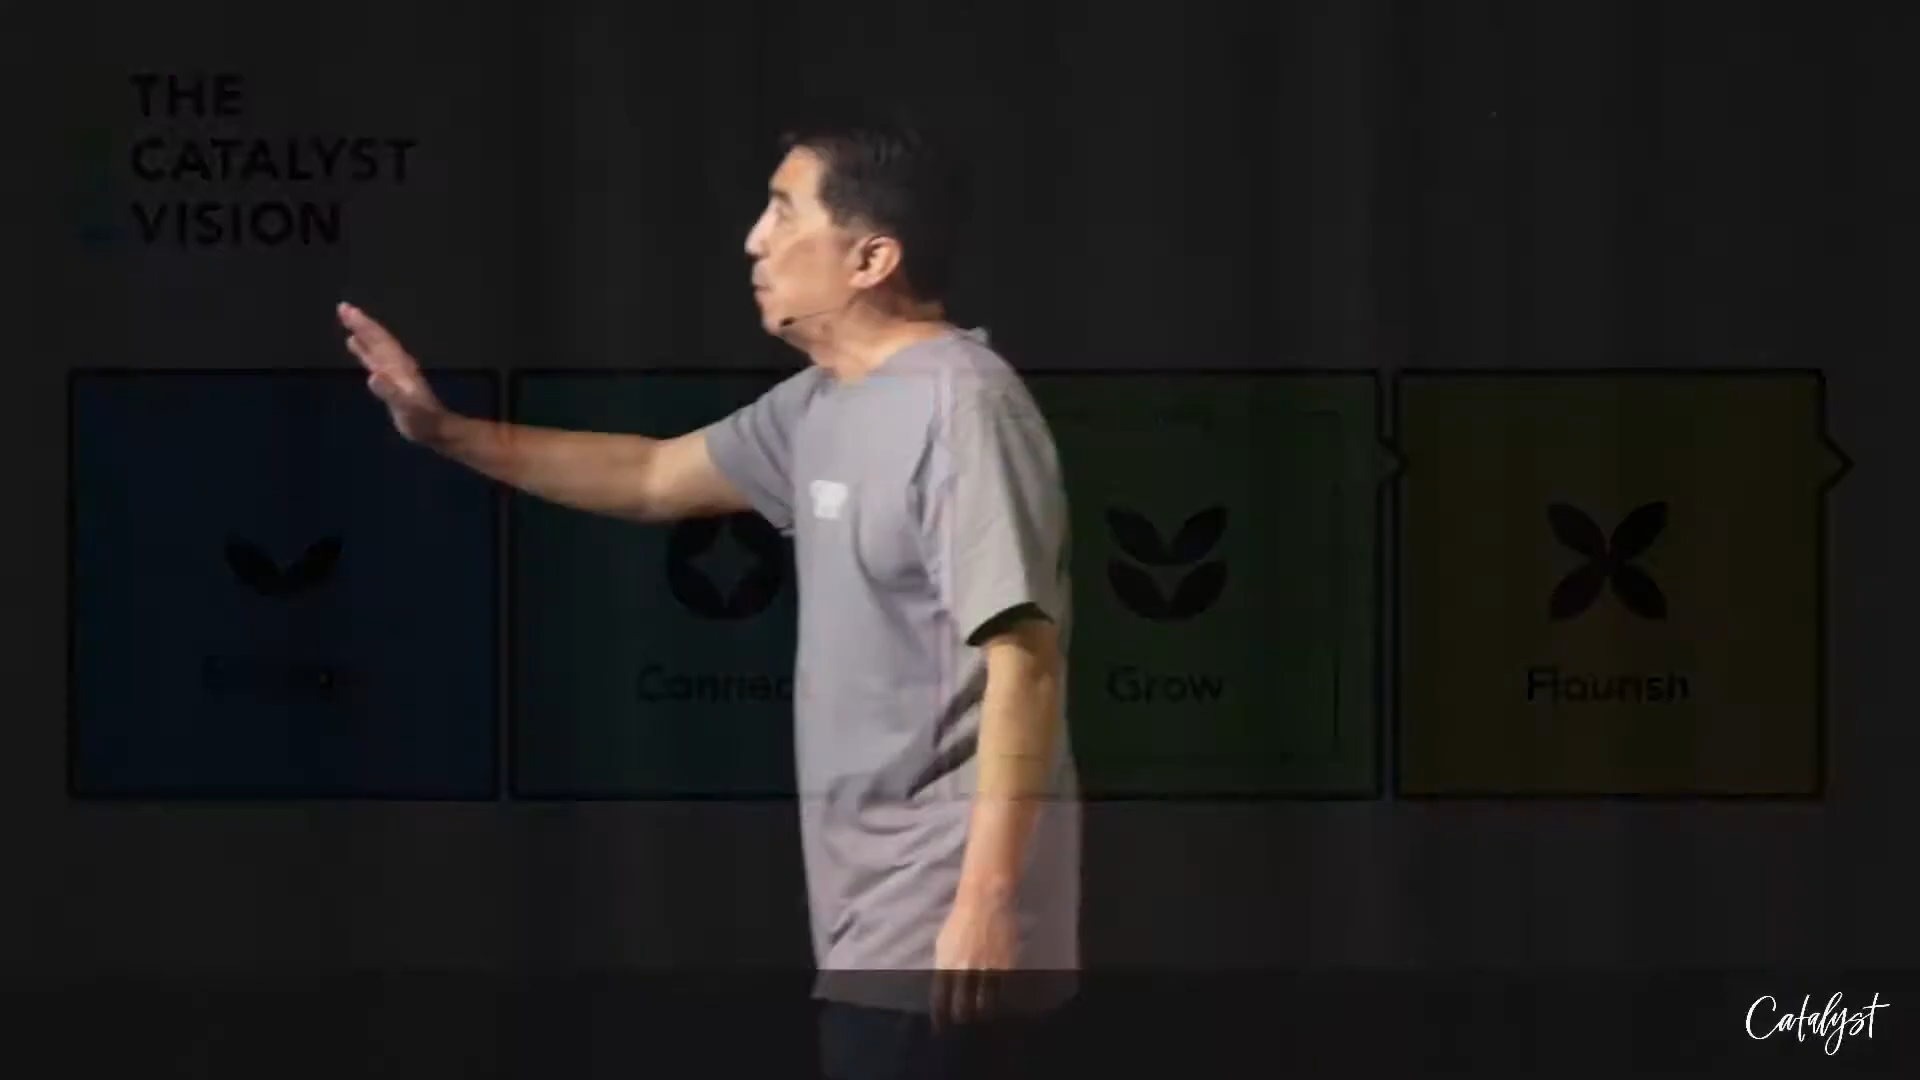 THE
CATALYST
VISION
Grow
Flourish
Catalyst